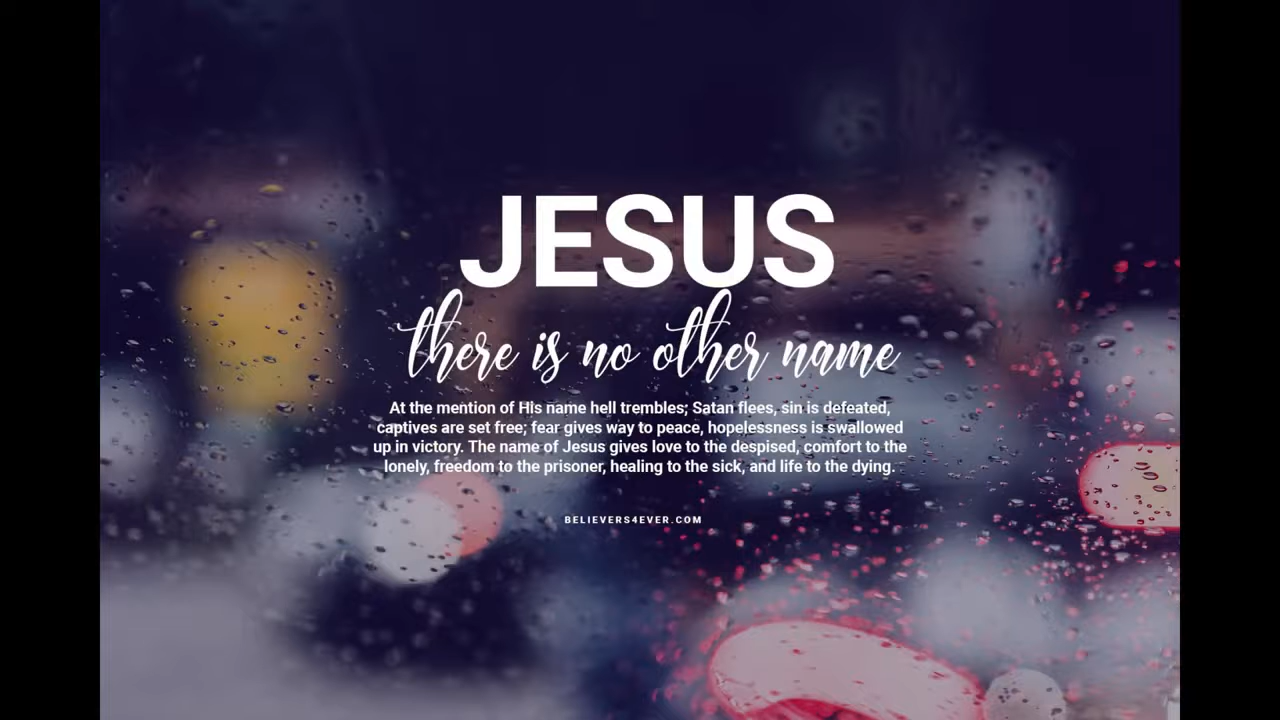 JESUS
there is no other name
At the mention of His name hell trembles; Satan flees, sin is defeated,
captives are set free; fear gives way to peace, hopelessness is swallowed
up in victory. The name of Jesus gives love to the despised, comfort to the
lonely, freedom to the prisoner, healing to the sick, and life to the dying.
BELIEVERS4EVER.COM